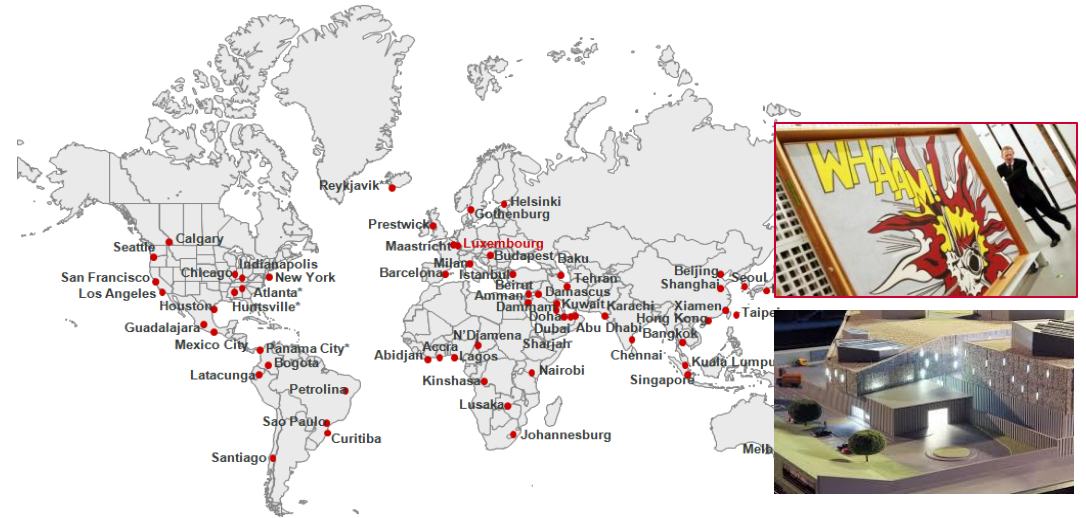 Reykjavik**
Helsinki
Gothenburg
Prestwick
Calgary
Seattle
Maastricht
Luxembourg
Budapest
Milan
Baku
Indianapolis
Chicago
New York
San Francisco
Barcelona
Istanbul
Tehran
Beijing
Seoul
Los Angeles
Atlanta*
Beirut
Damascus
Shanghai
Amman
Houston
Huntsville*
Dammam
Kuwait
Karachi
Xiamen
Doha
Hong Kong
Taipei
Guadalajara
Dubai
Abu Dhabi
Bangkok
Mexico City
N'Djamena
Sharjah
Panama City*
Accra
Abidjan
Lagos
Chennai
Bogota
Kuala Lumpu
Latacunga
Nairobi
Kinshasa
Singapore
Petrolina
Lusaka
Sao Paulo
Curitiba
Johannesburg
Santiago
Melb
WHAAM!